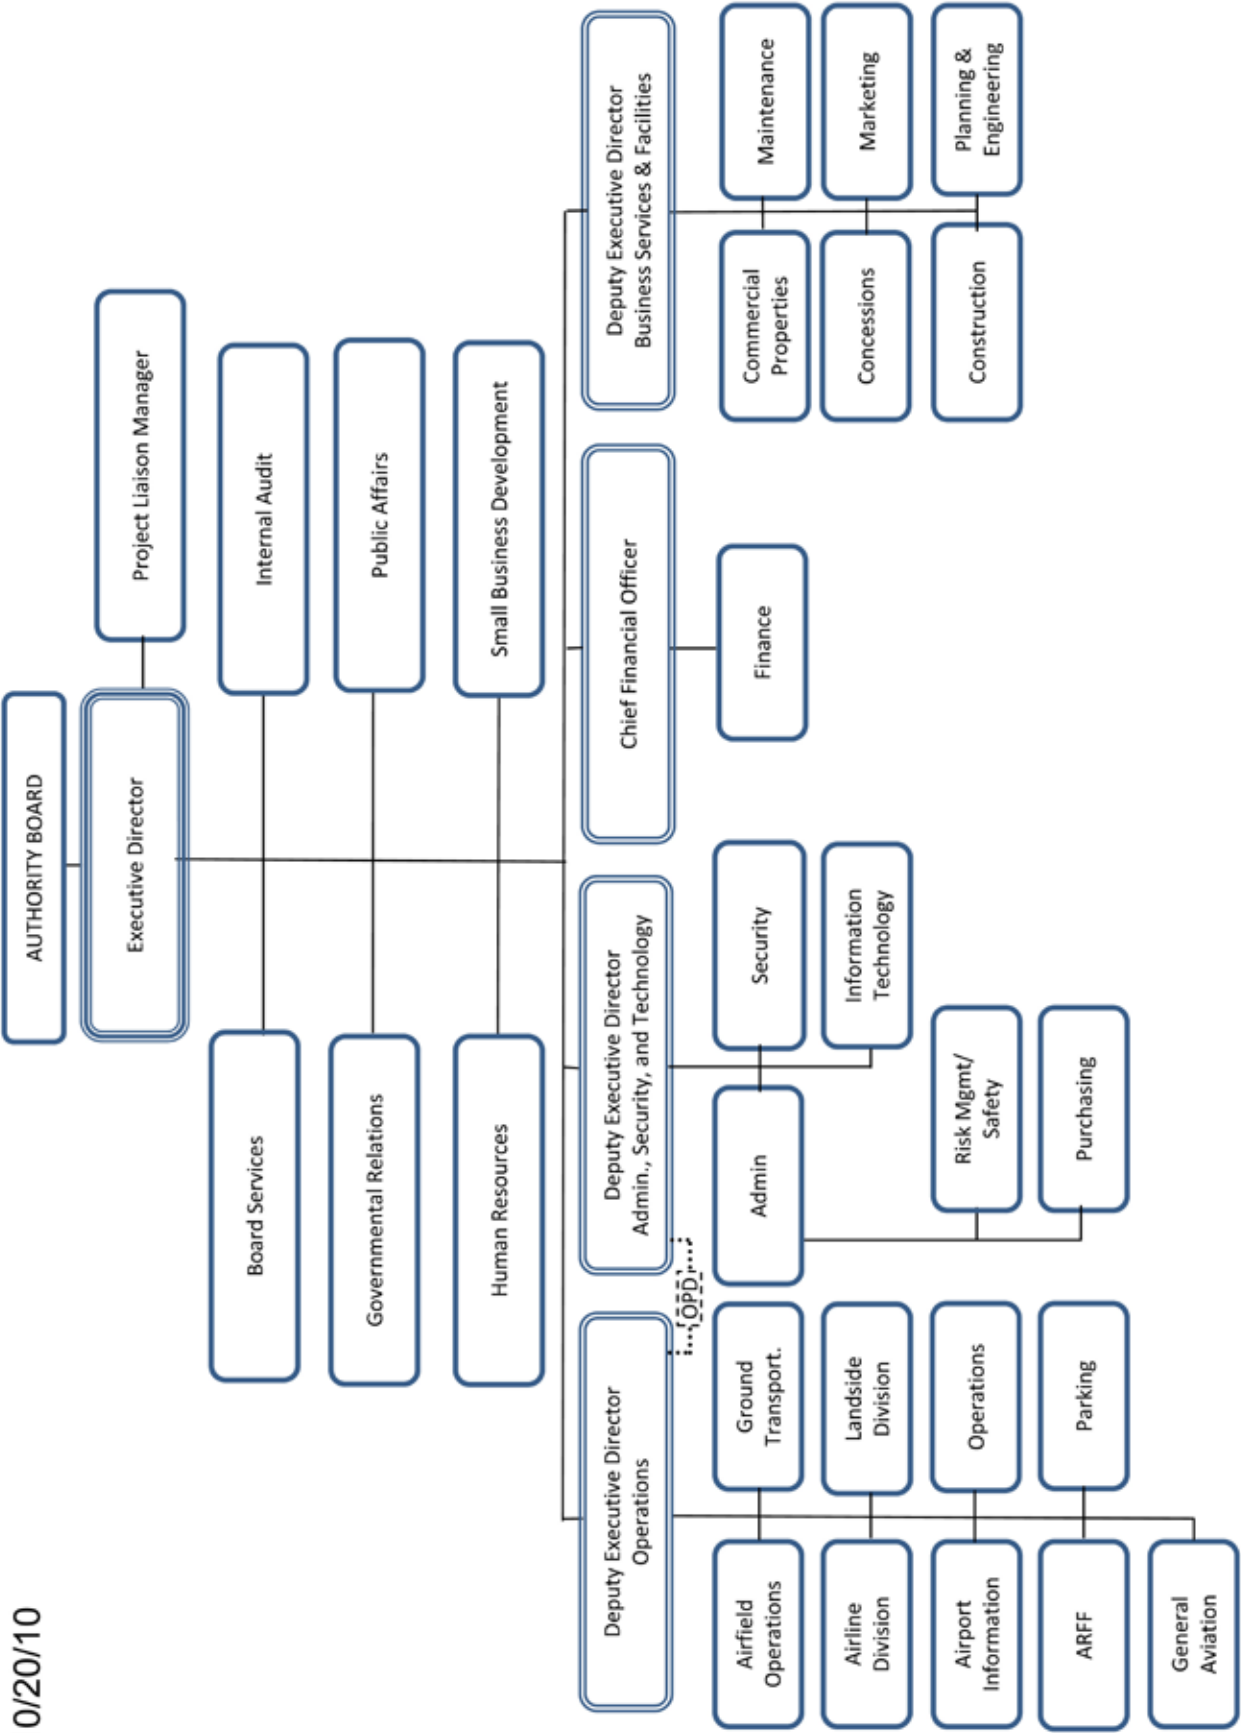 0/20/10
AUTHORITY BOARD
Executive Director
Project Liaison Manager
Board Services
Internal Audit
Governmental Relations
Public Affairs
Human Resources
Small Business Development
Deputy Executive Director
Operations
Deputy Executive Director
Admin., Security, and Technology
Chief Financial Officer
Deputy Executive Director
Business Services & Facilities
OPD
Airfield
Operations
Ground
Transport.
Airline
Division
Landside
Division
Airport
Information
Operations
ARFF
Parking
General
Aviation
Admin
Security
Information
Technology
Risk Mgmt/
Safety
Purchasing
Finance
Commercial
Properties
Maintenance
Concessions
Marketing
Construction
Planning &
Engineering